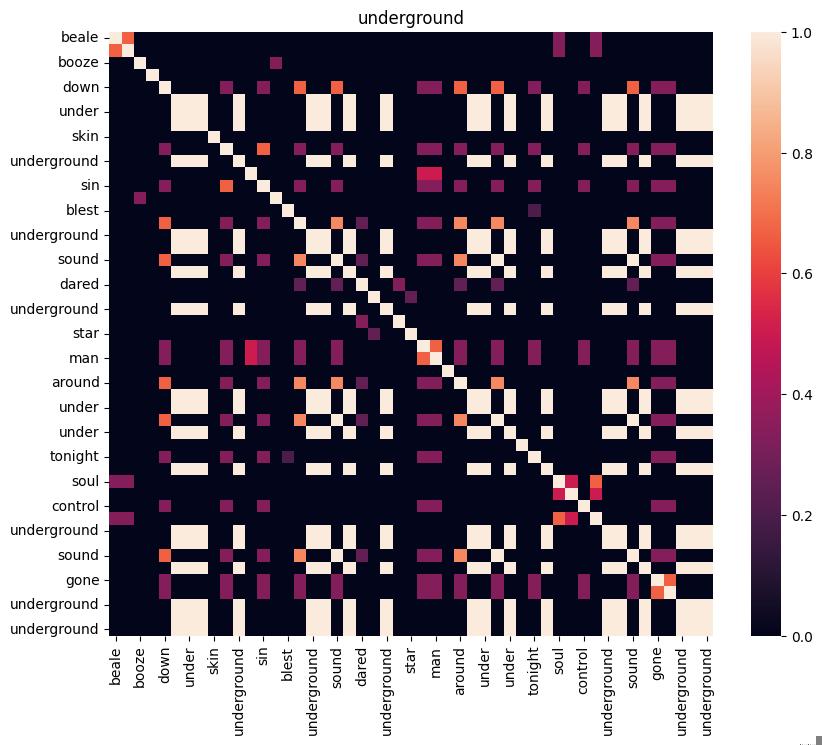 underground
beale
booze
down
under
skin
underground
sin
blest
underground
sound
dared
underground
star
man
around
under
under
tonight
soul
control
underground
sound
gone
underground
underground
1.0
0.8
0.6
0.4
0.2
0.0
beale
booze
down
under
skin
underground
sin
blest
underground
sound
dared
underground
star
man
around
under
under
tonight
soul
control
underground
sound
gone
underground
underground